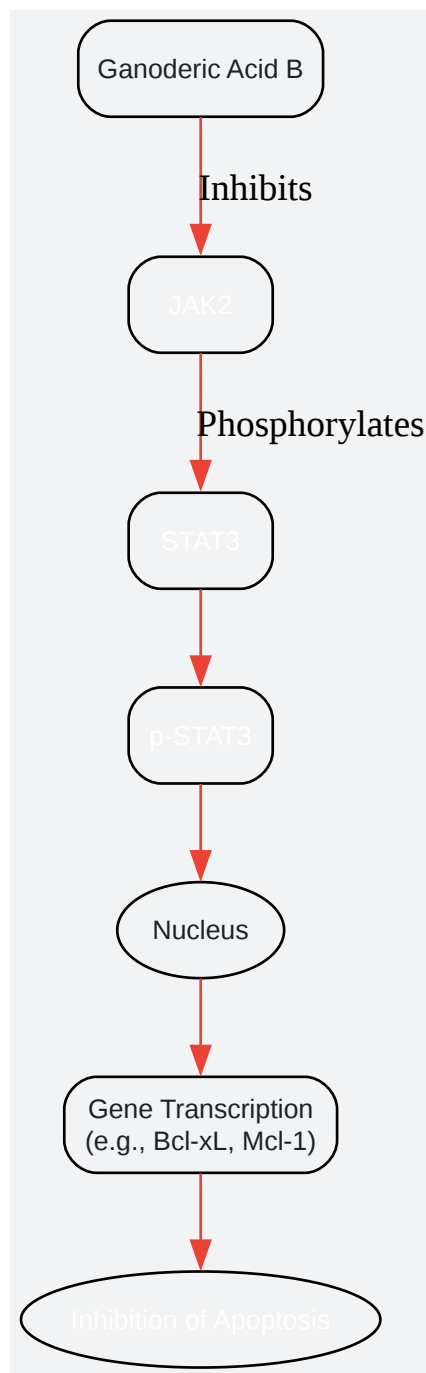 Ganoderic Acid B
Inhibits
JAK2
Phosphorylates
STAT3
p-STAT3
Nucleus
Gene Transcription
(e.g., Bcl-xL, Mcl-1)
Inhibition of Apoptosis